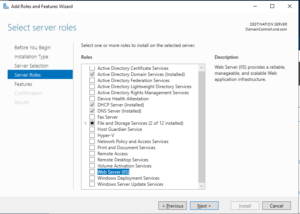 Add Roles and Features Wizard
Select server roles
DESTINATION SERVER
Before You Begin
Installation Type
Server Selection
Server Roles
Features
Confirmation
Results
Select one or more roles to install on the selected server.
Roles
Active Directory Certificate Services
Active Directory Domain Services (Installed)
Active Directory Federation Services
Active Directory Lightweight Directory Services
Active Directory Rights Management Services
Device Health Attestation
DHCP Server (Installed)
DNS Server (Installed)
Fax Server
File and Storage Services (2 of 12 installed)
Host Guardian Service
Hyper-V
Network Policy and Access Services
Print and Document Services
Remote Access
Remote Desktop Services
Volume Activation Services
Web Server (IIS)
Windows Deployment Services
Windows Server Update Services
Description
Web Server (IIS) provides a reliable,
manageable, and scalable Web
application infrastructure.
< Previous
Next >
Install
Cancel